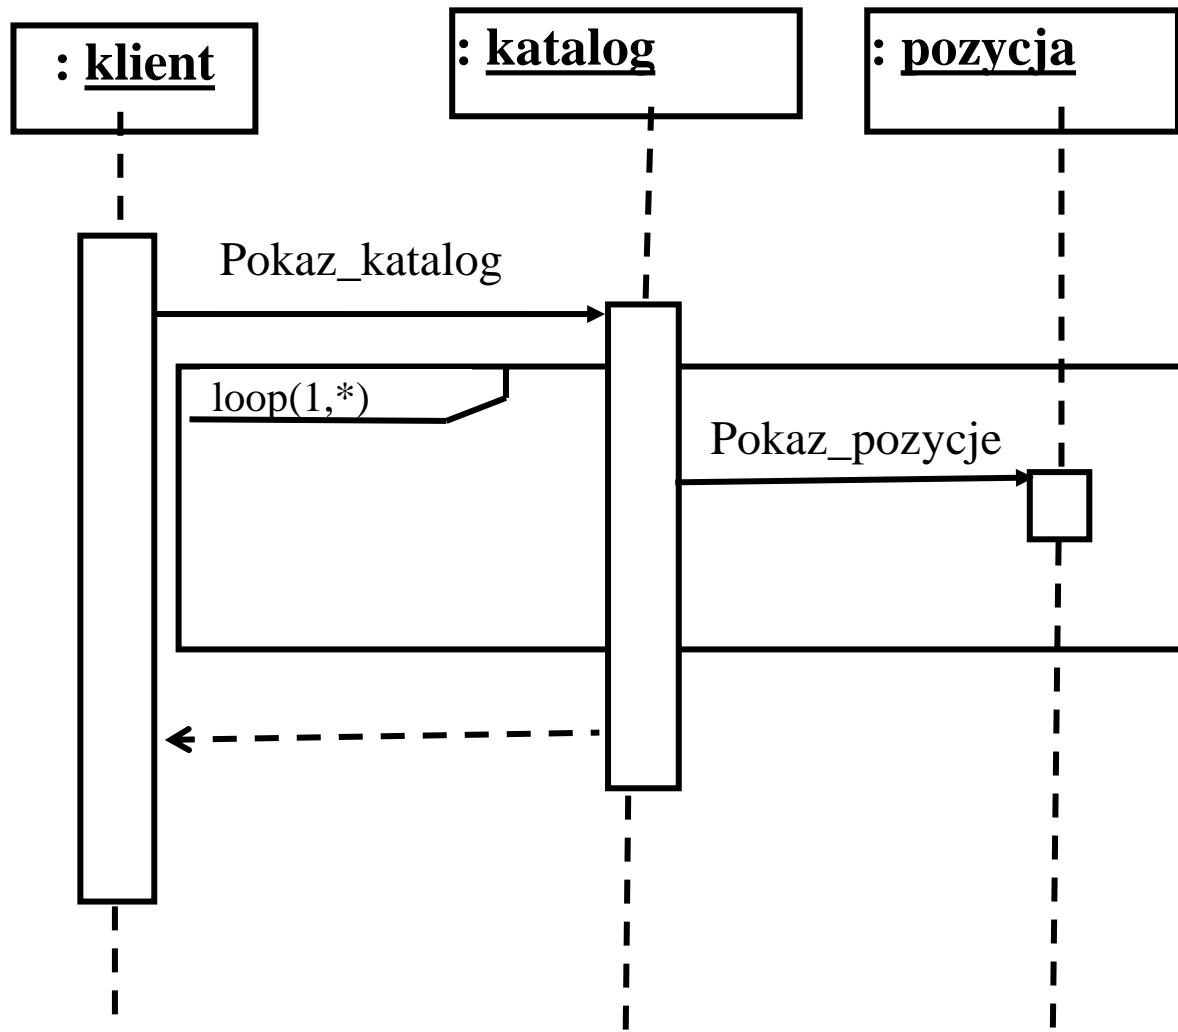 : klient
: katalog
: pozycja
Pokaz_katalog
loop(1,*)
Pokaz_pozycje